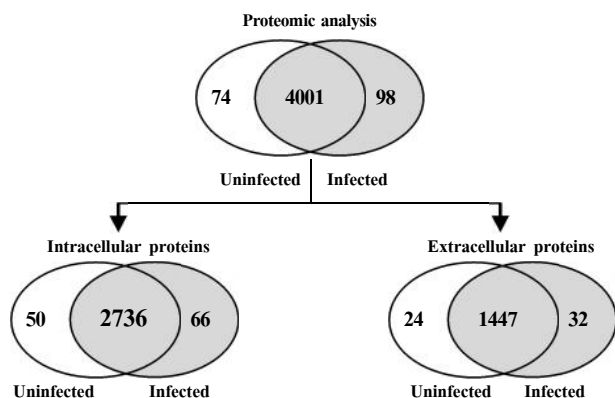 Proteomic analysis
74 4001 98
Uninfected Infected
Intracellular proteins
50 2736 66
Uninfected Infected
Extracellular proteins
24 1447 32
Uninfected Infected